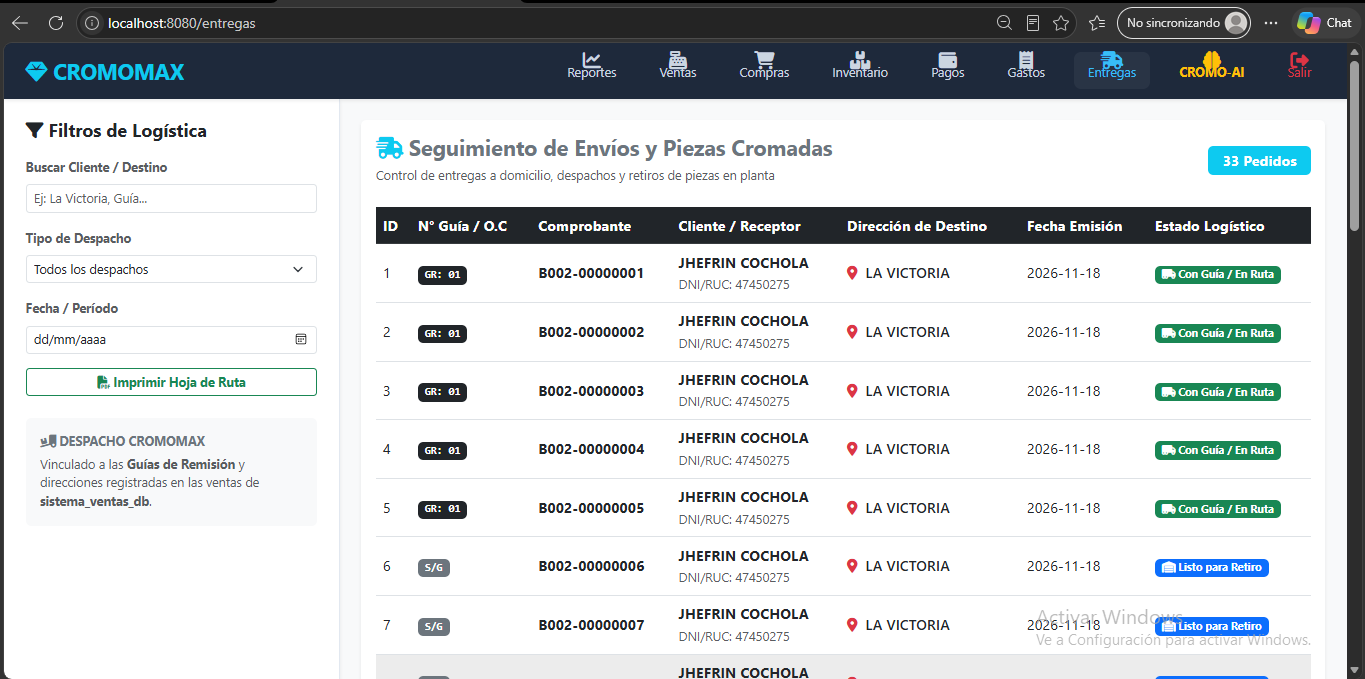 localhost:8080/entregas
No sincronizando
Chat
CROMOMAX
Reportes
Ventas
Compras
Inventario
Pagos
Gastos
Entregas
CROMO-AI
Salir
Filtros de Logística
Buscar Cliente / Destino
Ej: La Victoria, Guía...
Tipo de Despacho
Todos los despachos
Fecha / Período
dd/mm/aaaa
Imprimir Hoja de Ruta
DESPACHO CROMOMAX
Vinculado a las Guías de Remisión y
direcciones registradas en las ventas de
sistema_ventas_db.
Seguimiento de Envíos y Piezas Cromadas
Control de entregas a domicilio, despachos y retiros de piezas en planta
33 Pedidos
ID N° Guía / O.C Comprobante Cliente / Receptor Dirección de Destino Fecha Emisión Estado Logístico
1 GR: 01 B002-00000001 JHEFRIN COCHOLA LA VICTORIA 2026-11-18 Con Guía / En Ruta
DNI/RUC: 47450275
2 GR: 01 B002-00000002 JHEFRIN COCHOLA LA VICTORIA 2026-11-18 Con Guía / En Ruta
DNI/RUC: 47450275
3 GR: 01 B002-00000003 JHEFRIN COCHOLA LA VICTORIA 2026-11-18 Con Guía / En Ruta
DNI/RUC: 47450275
4 GR: 01 B002-00000004 JHEFRIN COCHOLA LA VICTORIA 2026-11-18 Con Guía / En Ruta
DNI/RUC: 47450275
5 GR: 01 B002-00000005 JHEFRIN COCHOLA LA VICTORIA 2026-11-18 Con Guía / En Ruta
DNI/RUC: 47450275
6 S/G B002-00000006 JHEFRIN COCHOLA LA VICTORIA 2026-11-18 Listo para Retiro
DNI/RUC: 47450275
7 S/G B002-00000007 JHEFRIN COCHOLA LA VICTORIA 2026-11-18 Listo para Retiro
DNI/RUC: 47450275
JHEFRIN COCHOLA
Activar Windows
Ve a Configuración para activar Windows.